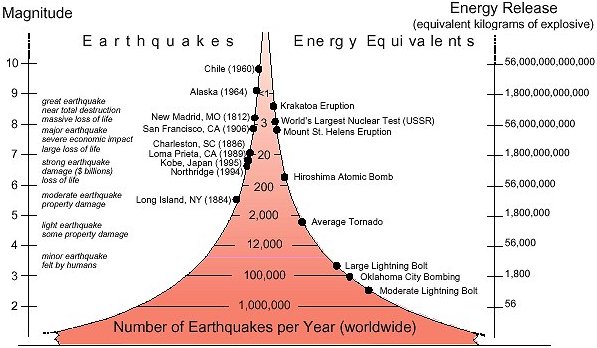 Magnitude
Energy Release
(equivalent kilograms of explosive)
Earthquakes
Energy Equivalents
10
9
8
7
6
5
4
3
2
great earthquake
near total destruction
massive loss of life
major earthquake
severe economic impact
large loss of life
strong earthquake
damage ($ billions)
loss of life
moderate earthquake
property damage
light earthquake
some property damage
minor earthquake
felt by humans
Chile (1960)
Alaska (1964)
New Madrid, MO (1812)
San Francisco, CA (1906)
Charleston, SC (1886)
Loma Prieta, CA (1989)
Kobe, Japan (1995)
Northridge (1994)
Long Island, NY (1884)
<1
3
20
200
2,000
12,000
100,000
1,000,000
Krakatoa Eruption
World's Largest Nuclear Test (USSR)
Mount St. Helens Eruption
Hiroshima Atomic Bomb
Average Tornado
Large Lightning Bolt
Oklahoma City Bombing
Moderate Lightning Bolt
56,000,000,000,000
1,800,000,000,000
56,000,000,000
1,800,000,000
56,000,000
1,800,000
56,000
1,800
56
Number of Earthquakes per Year (worldwide)